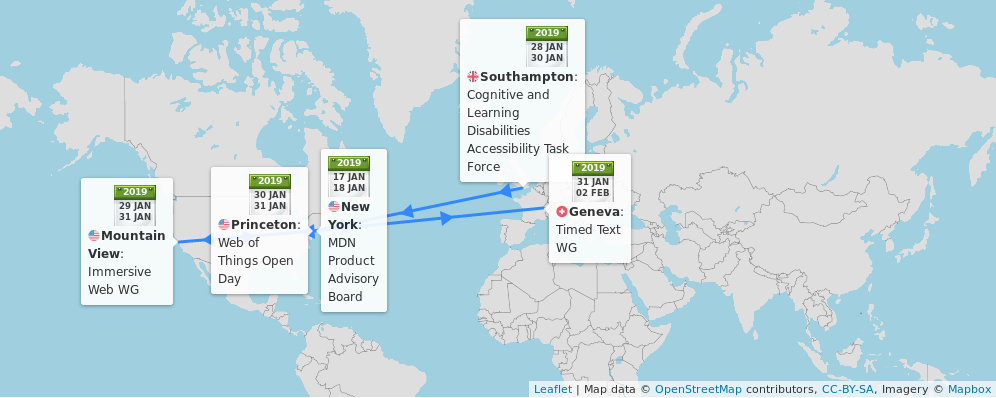 2019
28 JAN
30 JAN
Southampton:
Cognitive and
Learning
Disabilities
Accessibility Task
Force
2019
17 JAN
18 JAN
New
York:
MDN
Product
Advisory
Board
2019
31 JAN
02 FEB
Geneva:
Timed Text
WG
2019
30 JAN
31 JAN
Princeton:
Web of
Things Open
Day
2019
29 JAN
31 JAN
Mountain
View:
Immersive
Web WG
Leaflet | Map data © OpenStreetMap contributors, CC-BY-SA, Imagery © Mapbox